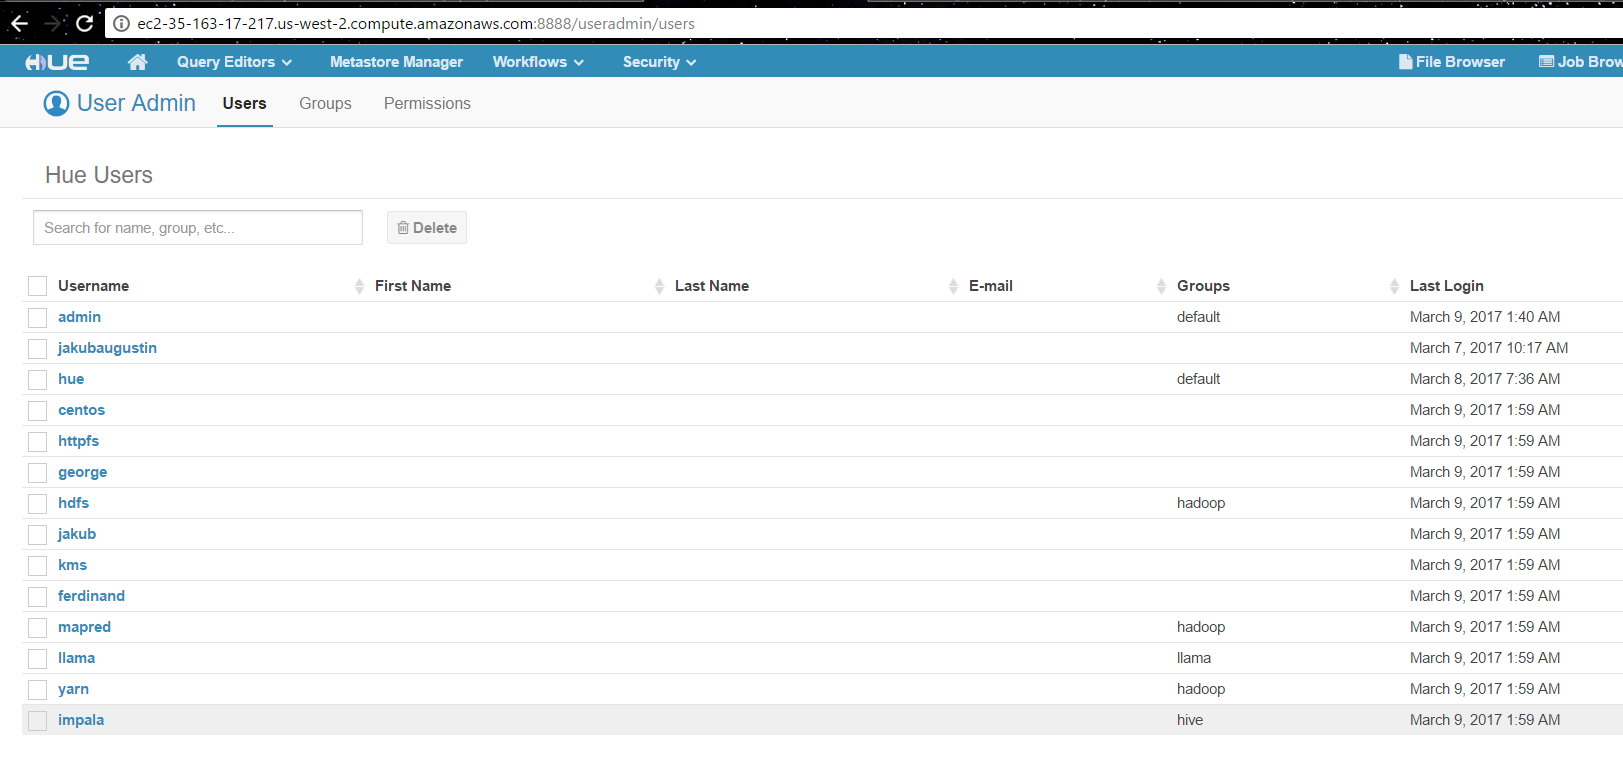 ec2-35-163-17-217.us-west-2.compute.amazonaws.com:8888/useradmin/users
HUE Query Editors Metastore Manager Workflows Security File Browser Job Brow
User Admin Users Groups Permissions
Hue Users
Search for name, group, etc... Delete
Username First Name Last Name E-mail Groups Last Login
admin default March 9, 2017 1:40 AM
jakubaugustin March 7, 2017 10:17 AM
hue default March 8, 2017 7:36 AM
centos March 9, 2017 1:59 AM
httpfs March 9, 2017 1:59 AM
george March 9, 2017 1:59 AM
hdfs hadoop March 9, 2017 1:59 AM
jakub March 9, 2017 1:59 AM
kms March 9, 2017 1:59 AM
ferdinand March 9, 2017 1:59 AM
mapred hadoop March 9, 2017 1:59 AM
llama llama March 9, 2017 1:59 AM
yarn hadoop March 9, 2017 1:59 AM
impala hive March 9, 2017 1:59 AM